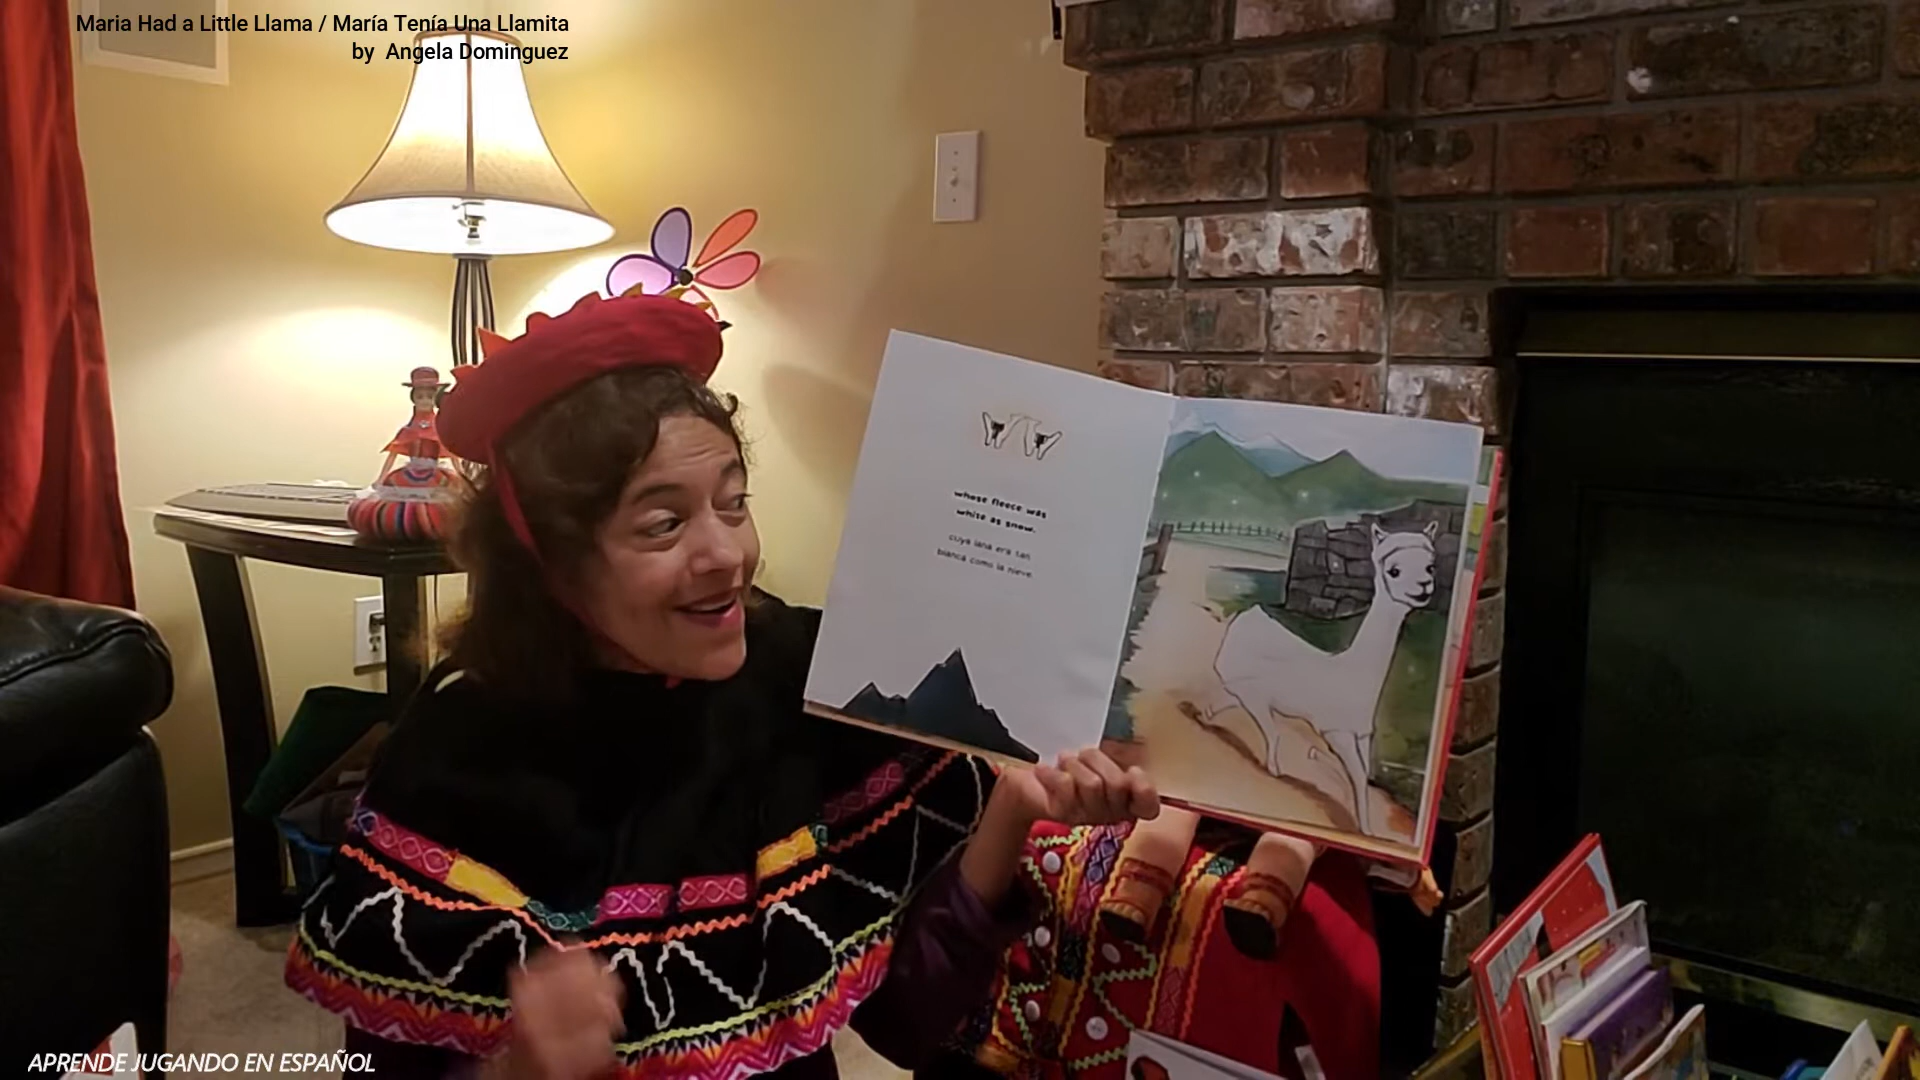 Maria Had a Little Llama / María Tenía Una Llamita
by Angela Dominguez
whose fleece was
white as snow.
cuya lana era tan
blanca como la nieve.
APRENDE JUGANDO EN ESPAÑOL